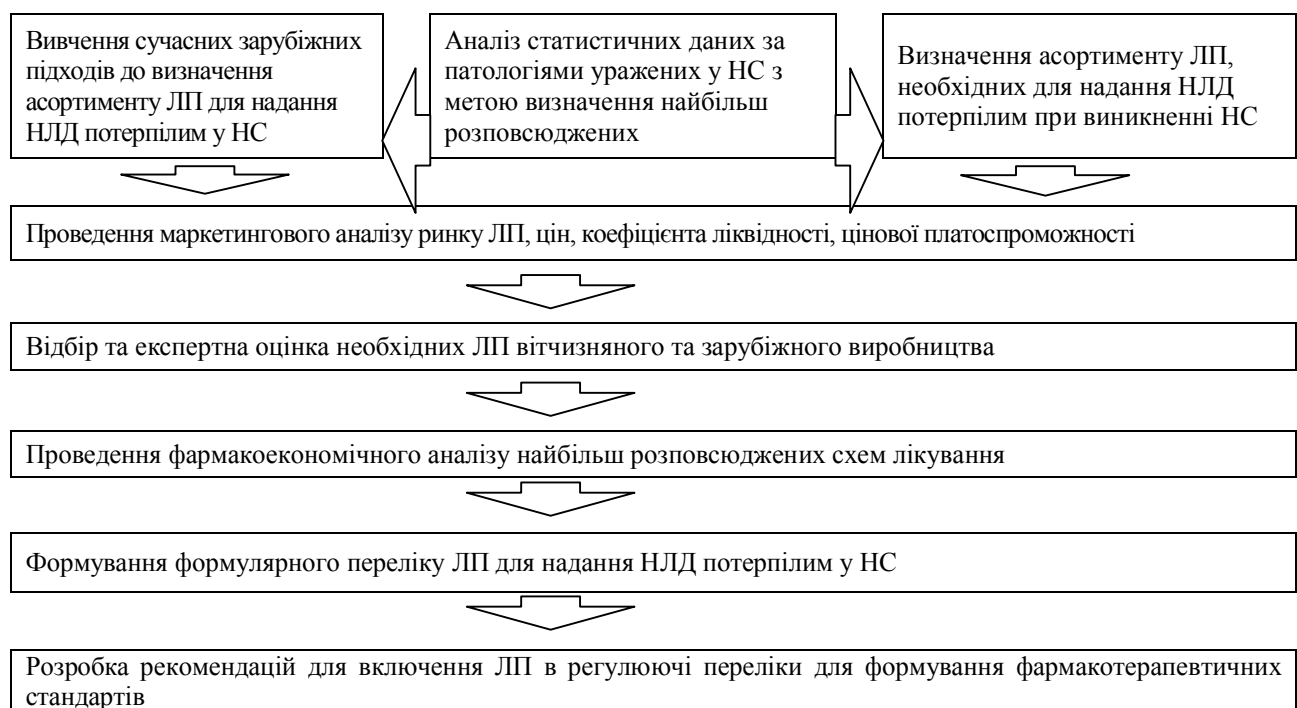 Вивчення сучасних зарубіжних
підходів до визначення
асортименту ЛП для надання
НЛД потерпілим у НС
Аналіз статистичних даних за
патологіями уражених у НС з
метою визначення найбільш
розповсюджених
Визначення асортименту ЛП,
необхідних для надання НЛД
потерпілим при виникненні НС
Проведення маркетингового аналізу ринку ЛП, цін, коефіцієнта ліквідності, цінової платоспроможності
Відбір та експертна оцінка необхідних ЛП вітчизняного та зарубіжного виробництва
Проведення фармакоекономічного аналізу найбільш розповсюджених схем лікування
Формування формулярного переліку ЛП для надання НЛД потерпілим у НС
Розробка рекомендацій для включення ЛП в регулюючі переліки для формування фармакотерапевтичних
стандартів